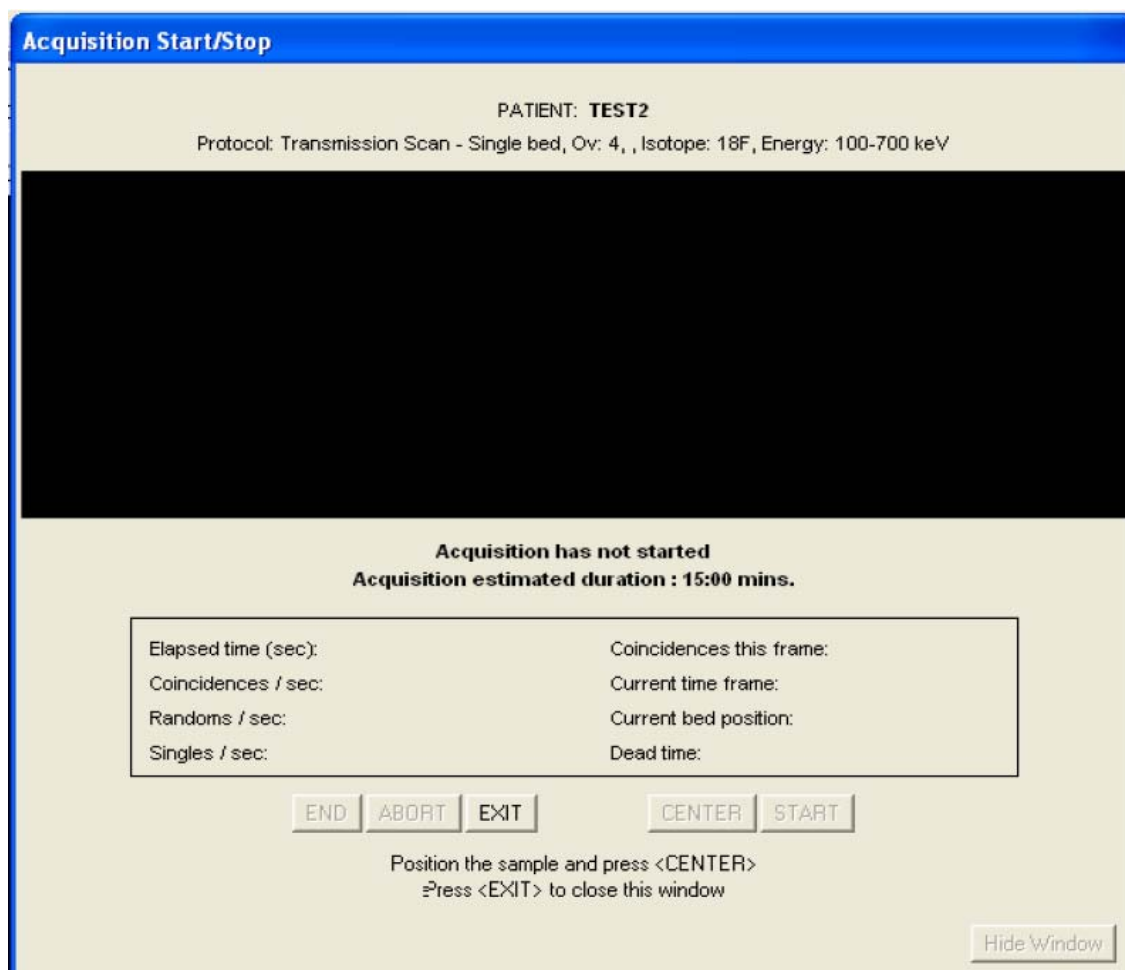 Acquisition Start/Stop
PATIENT: TEST2
Protocol: Transmission Scan - Single bed, Ov: 4, , Isotope: 18F, Energy: 100-700 keV
Acquisition has not started
Acquisition estimated duration : 15:00 mins.
Elapsed time (sec): Coincidences this frame:
Coincidences / sec: Current time frame:
Randoms / sec: Current bed position:
Singles / sec: Dead time:
END ABORT EXIT CENTER START
Position the sample and press <CENTER>
Press <EXIT> to close this window
Hide Window